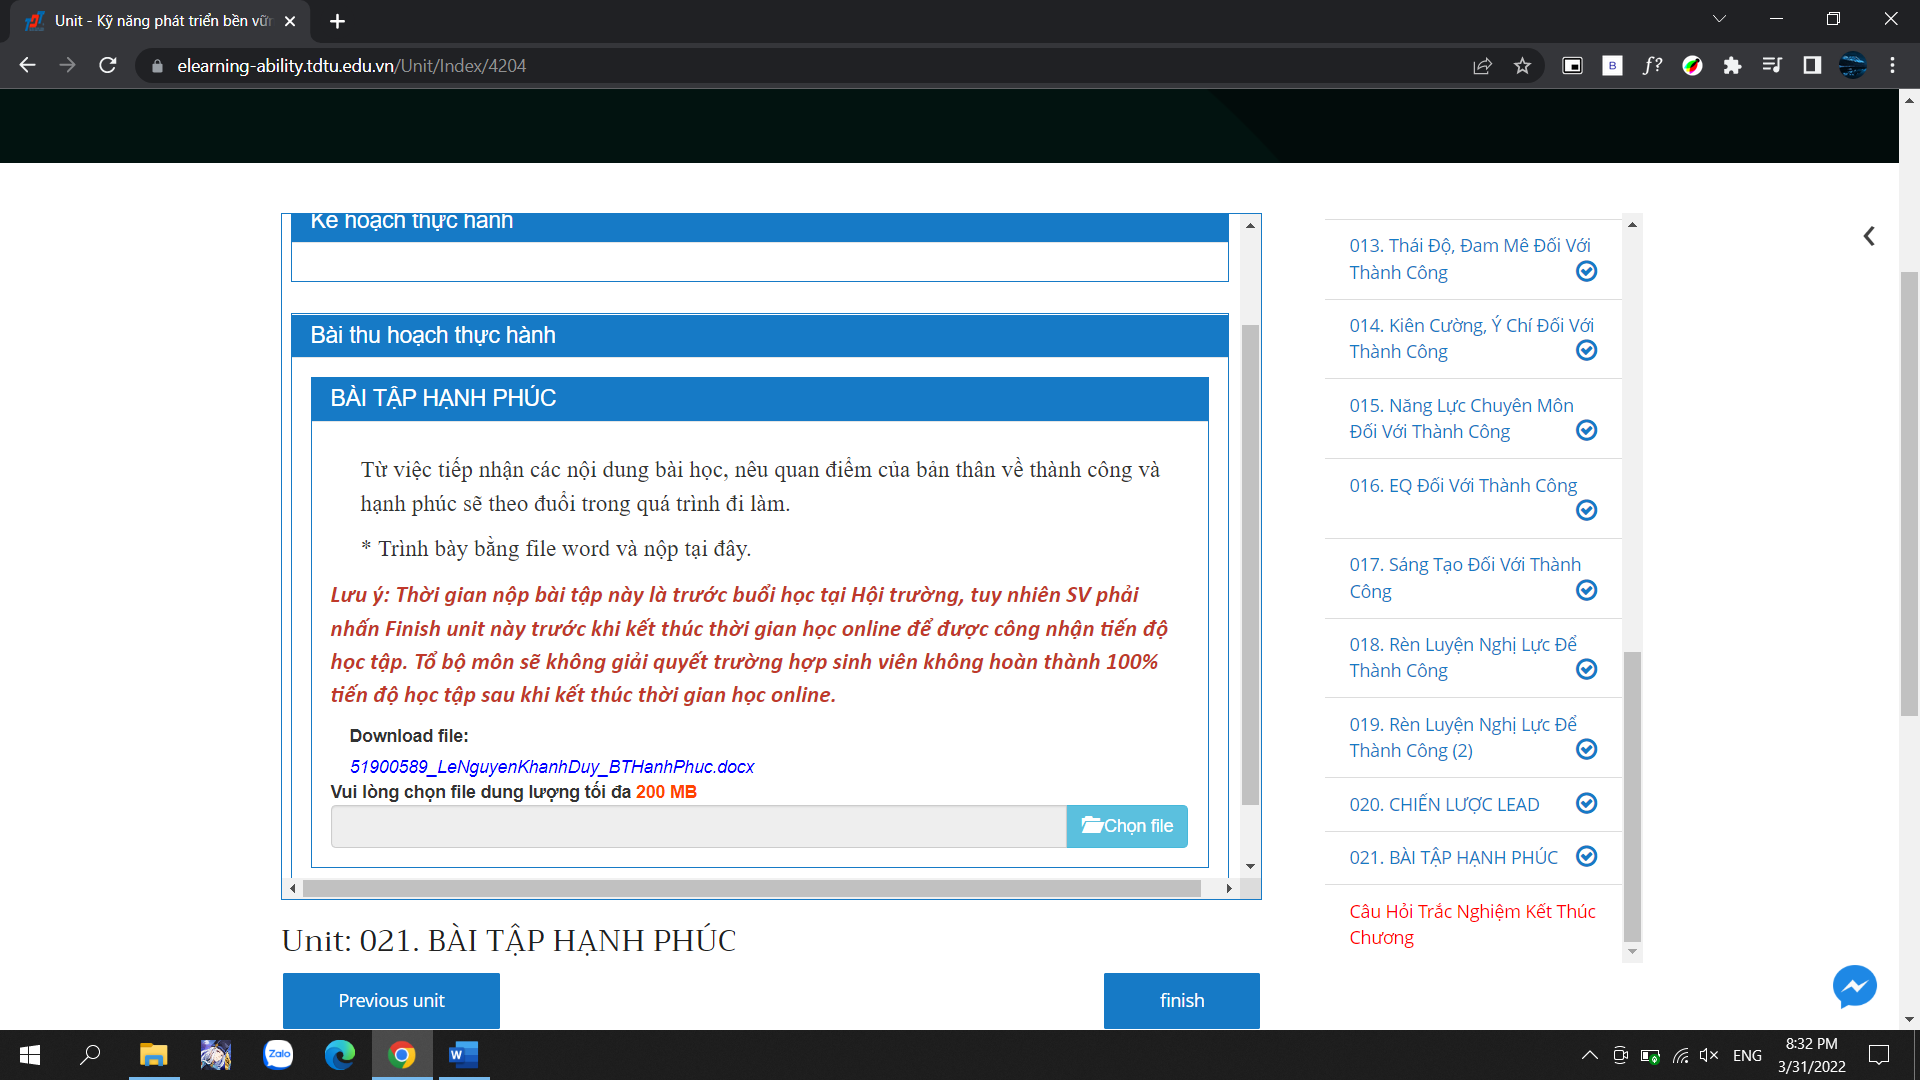 Unit - Kỹ năng phát triển bền vữn
elearning-ability.tdtu.edu.vn/Unit/Index/4204
B
f?
Kế hoạch thực hành
Bài thu hoạch thực hành
BÀI TẬP HẠNH PHÚC
Từ việc tiếp nhận các nội dung bài học, nêu quan điểm của bản thân về thành công và
hạnh phúc sẽ theo đuổi trong quá trình đi làm.
* Trình bày bằng file word và nộp tại đây.
Lưu ý: Thời gian nộp bài tập này là trước buổi học tại Hội trường, tuy nhiên SV phải
nhấn Finish unit này trước khi kết thúc thời gian học online để được công nhận tiến độ
học tập. Tổ bộ môn sẽ không giải quyết trường hợp sinh viên không hoàn thành 100%
tiến độ học tập sau khi kết thúc thời gian học online.
Download file:
51900589_LeNguyenKhanhDuy_BTHanhPhuc.docx
Vui lòng chọn file dung lượng tối đa 200 MB
Chọn file
Unit: 021. BÀI TẬP HẠNH PHÚC
Previous unit
finish
013. Thái Độ, Đam Mê Đối Với
Thành Công
014. Kiên Cường, Ý Chí Đối Với
Thành Công
015. Năng Lực Chuyên Môn
Đối Với Thành Công
016. EQ Đối Với Thành Công
017. Sáng Tạo Đối Với Thành
Công
018. Rèn Luyện Nghị Lực Để
Thành Công
019. Rèn Luyện Nghị Lực Để
Thành Công (2)
020. CHIẾN LƯỢC LEAD
021. BÀI TẬP HẠNH PHÚC
Câu Hỏi Trắc Nghiệm Kết Thúc
Chương
Zalo
W
ENG
8:32 PM
3/31/2022